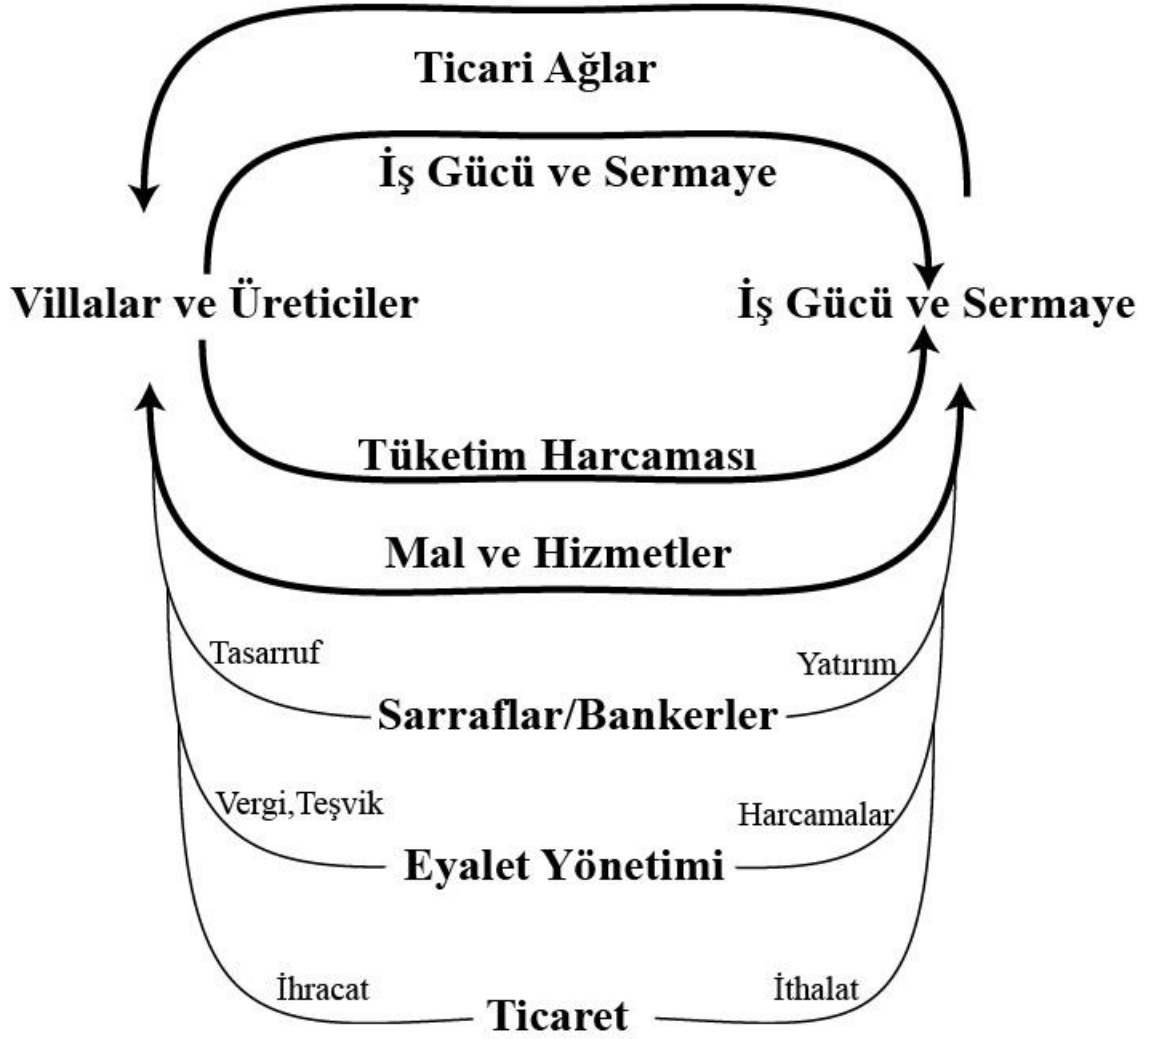 Ticari Ağlar
İş Gücü ve Sermaye
Villalar ve Üreticiler
İş Gücü ve Sermaye
Tüketim Harcaması
Mal ve Hizmetler
Tasarruf
Yatırım
Sarraflar/Bankerler
Vergi,Teşvik
Harcamalar
Eyalet Yönetimi
İhracat
İthalat
Ticaret